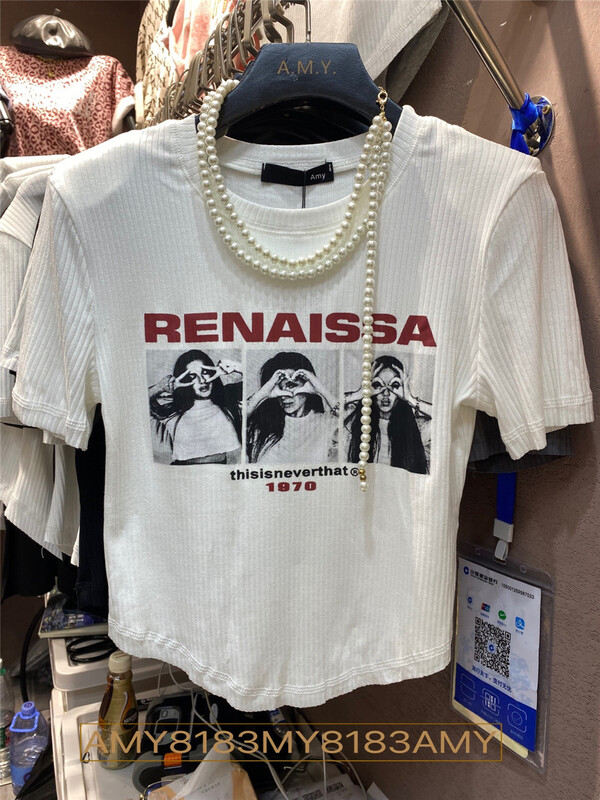 A.M.Y.
Amy
RENAISSA
thisisneverthat®
1970
AMY8183MY8183AMY